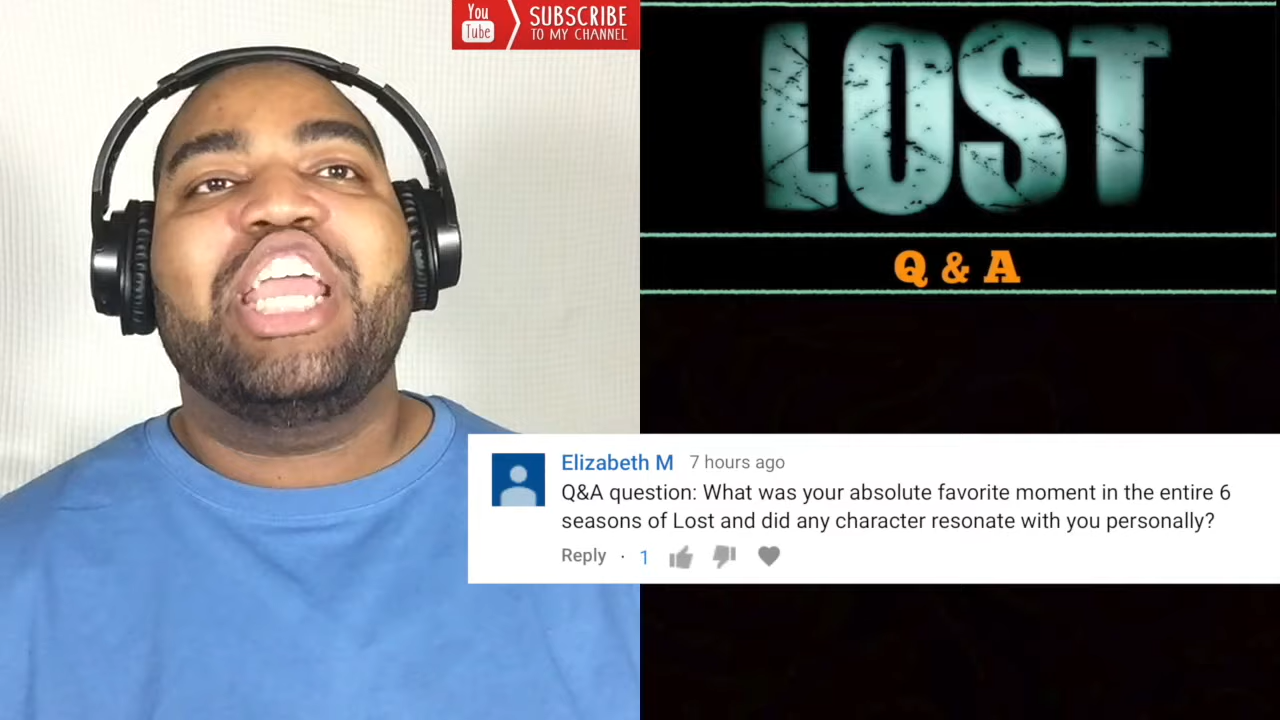 You
Tube
SUBSCRIBE
TO MY CHANNEL
LOST
Q & A
Elizabeth M 7 hours ago
Q&A question: What was your absolute favorite moment in the entire 6
seasons of Lost and did any character resonate with you personally?
Reply · 1